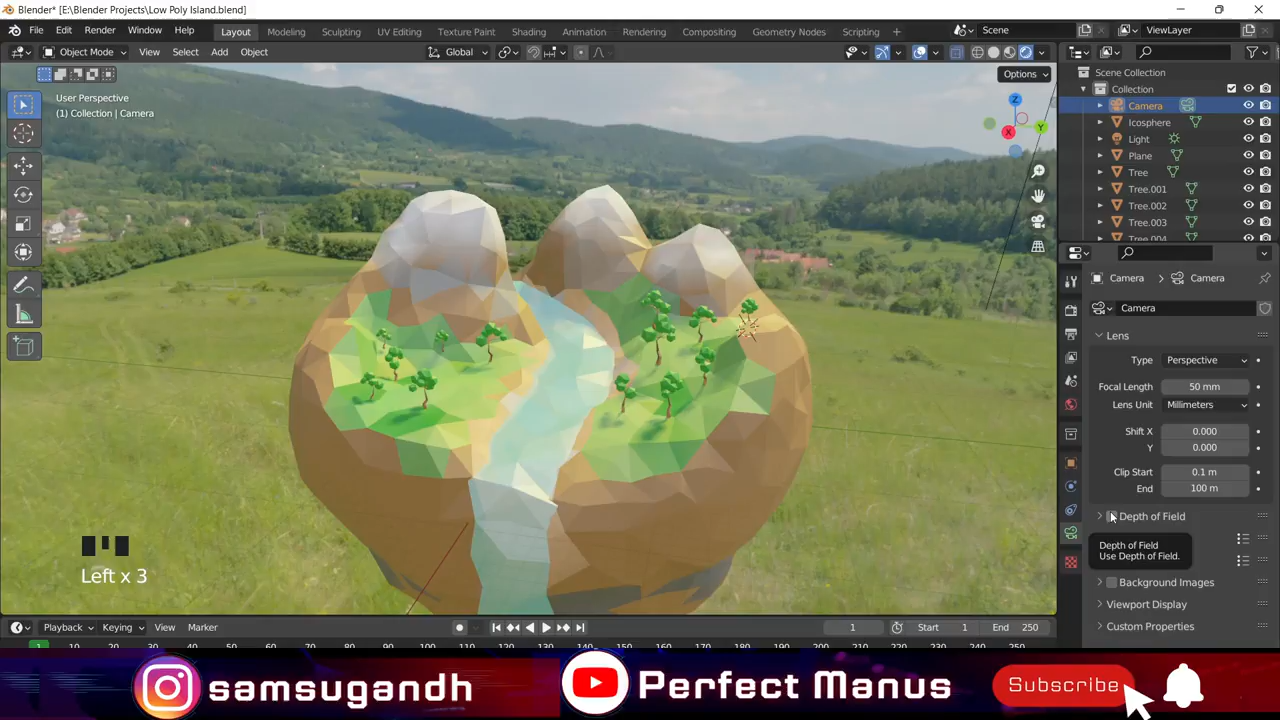 Blender* [E:\Blender Projects\Low Poly Island.blend]
File Edit Render Window Help Layout Modeling Sculpting UV Editing Texture Paint Shading Animation Rendering Compositing Geometry Nodes Scripting + Scene ViewLayer
Object Mode View Select Add Object Global
Options
User Perspective
(1) Collection | Camera
Z
Y
X
Scene Collection
Collection
Camera
Icosphere
Light
Plane
Tree
Tree.001
Tree.002
Tree.003
Tree.004
Camera > Camera
Camera
Lens
Type Perspective
Focal Length 50 mm
Lens Unit Millimeters
Shift X 0.000
Y 0.000
Clip Start 0.1 m
End 100 m
Depth of Field
Depth of Field
Use Depth of Field.
Background Images
Viewport Display
Custom Properties
Left x 3
Playback Keying View Marker 1 Start 1 End 250
samsugandh
Perfect Manus
Subscribe